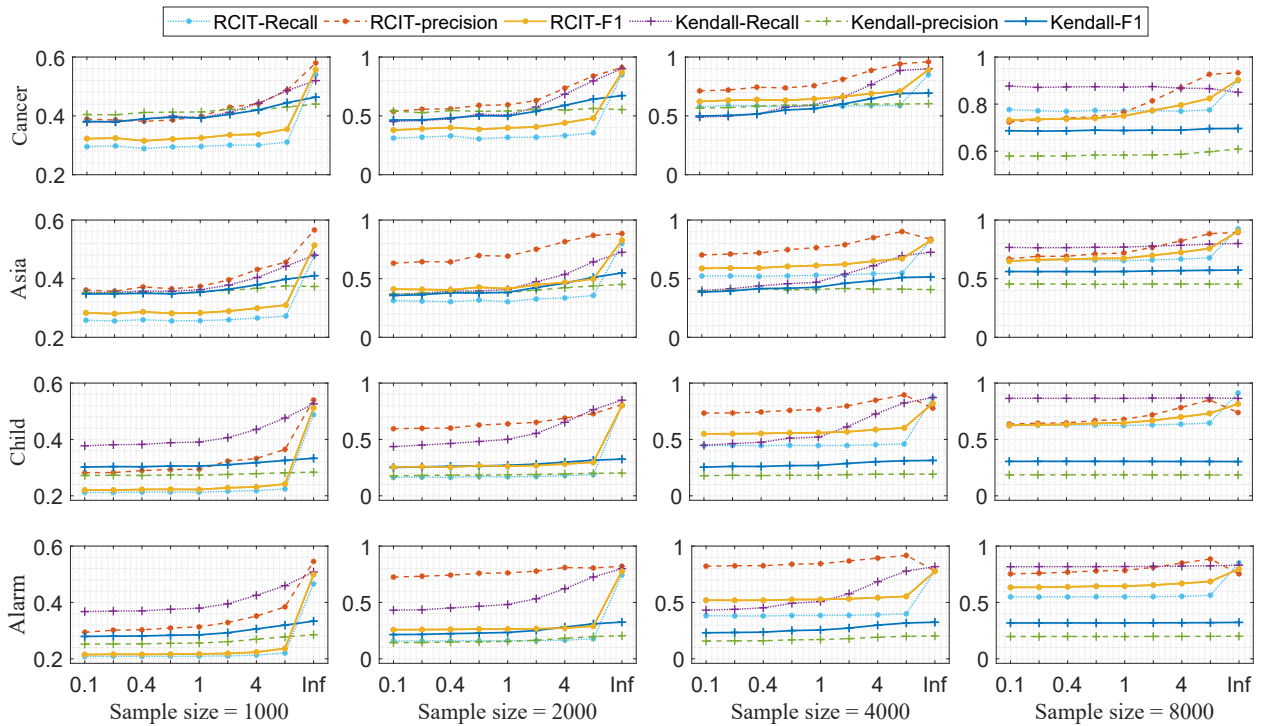 RCIT-Recall RCIT-precision RCIT-F1 Kendall-Recall Kendall-precision Kendall-F1
Cancer
0.6 0.4 0.2
1 0.5 0
1 0.5 0
0.8 0.6
Asia
0.6 0.4 0.2
1 0.5 0
1 0.5 0
1 0.5 0
Child
0.6 0.4 0.2
1 0.5 0
1 0.5 0
1 0.5 0
Alarm
0.6 0.4 0.2
1 0.5 0
1 0.5 0
1 0.5 0
0.1 0.4 1 4 Inf
0.1 0.4 1 4 Inf
0.1 0.4 1 4 Inf
0.1 0.4 1 4 Inf
Sample size = 1000
Sample size = 2000
Sample size = 4000
Sample size = 8000